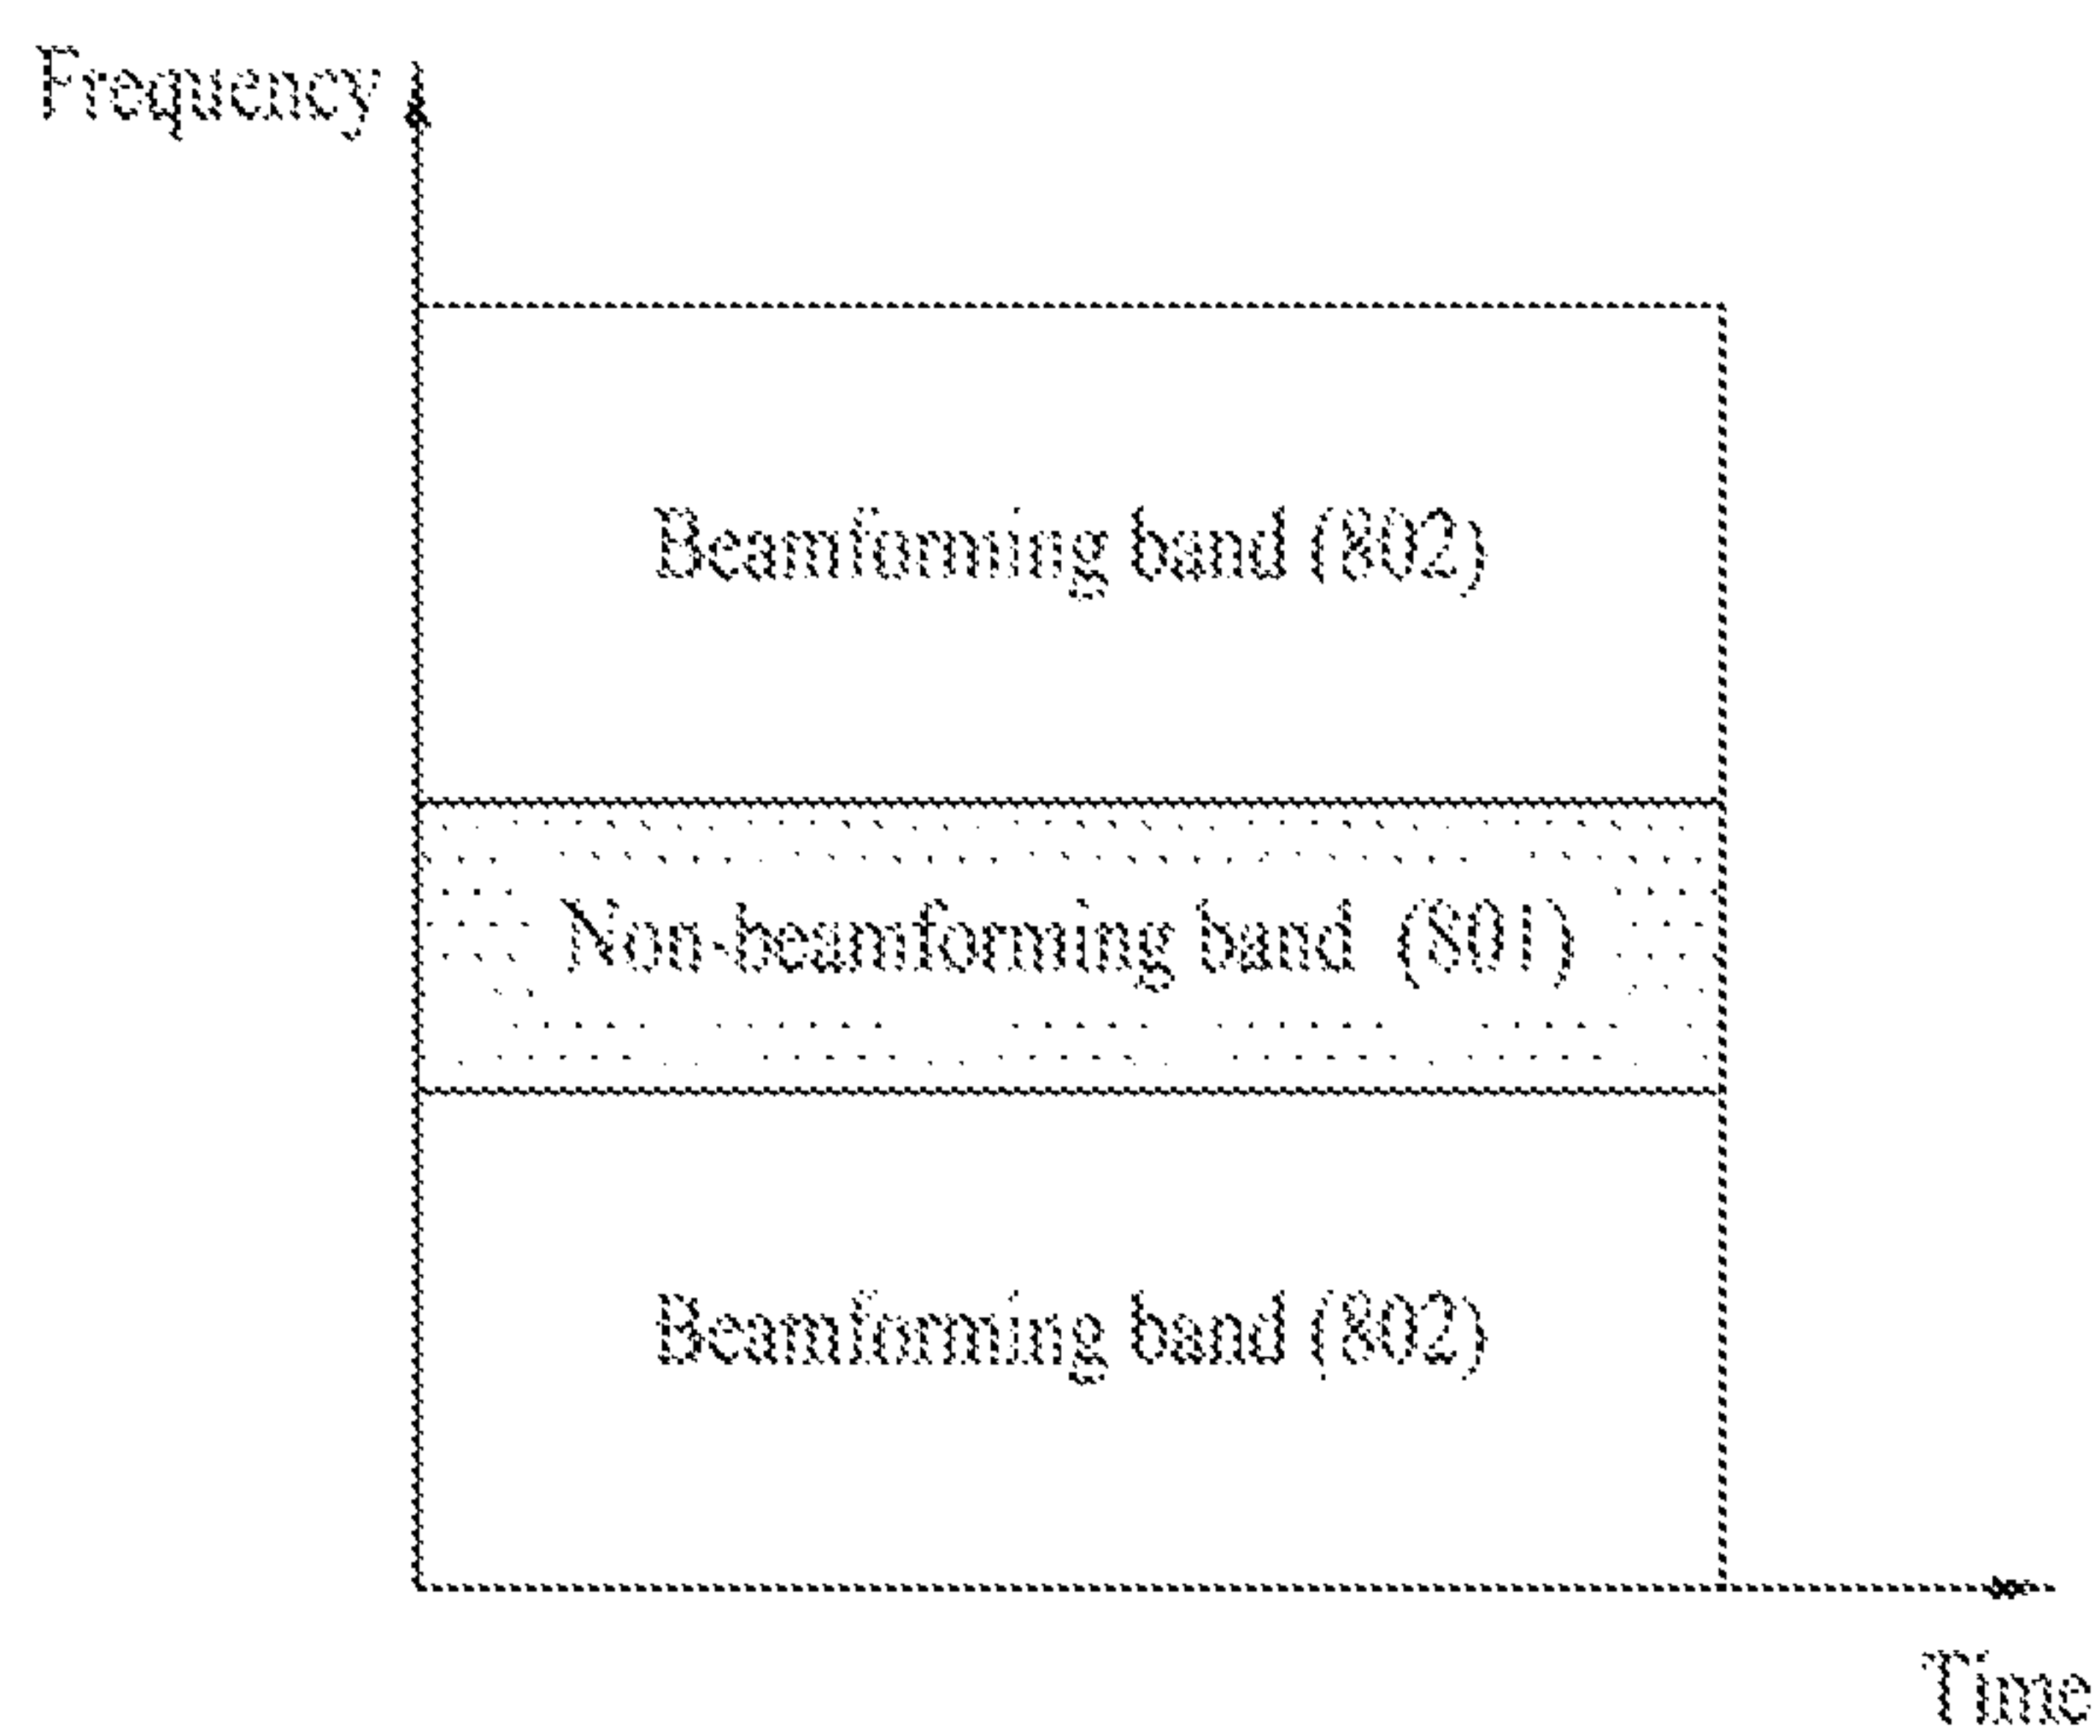 Frequency
Beamforming band (802)
Non-beamforming band (801)
Beamforming band (802)
Time